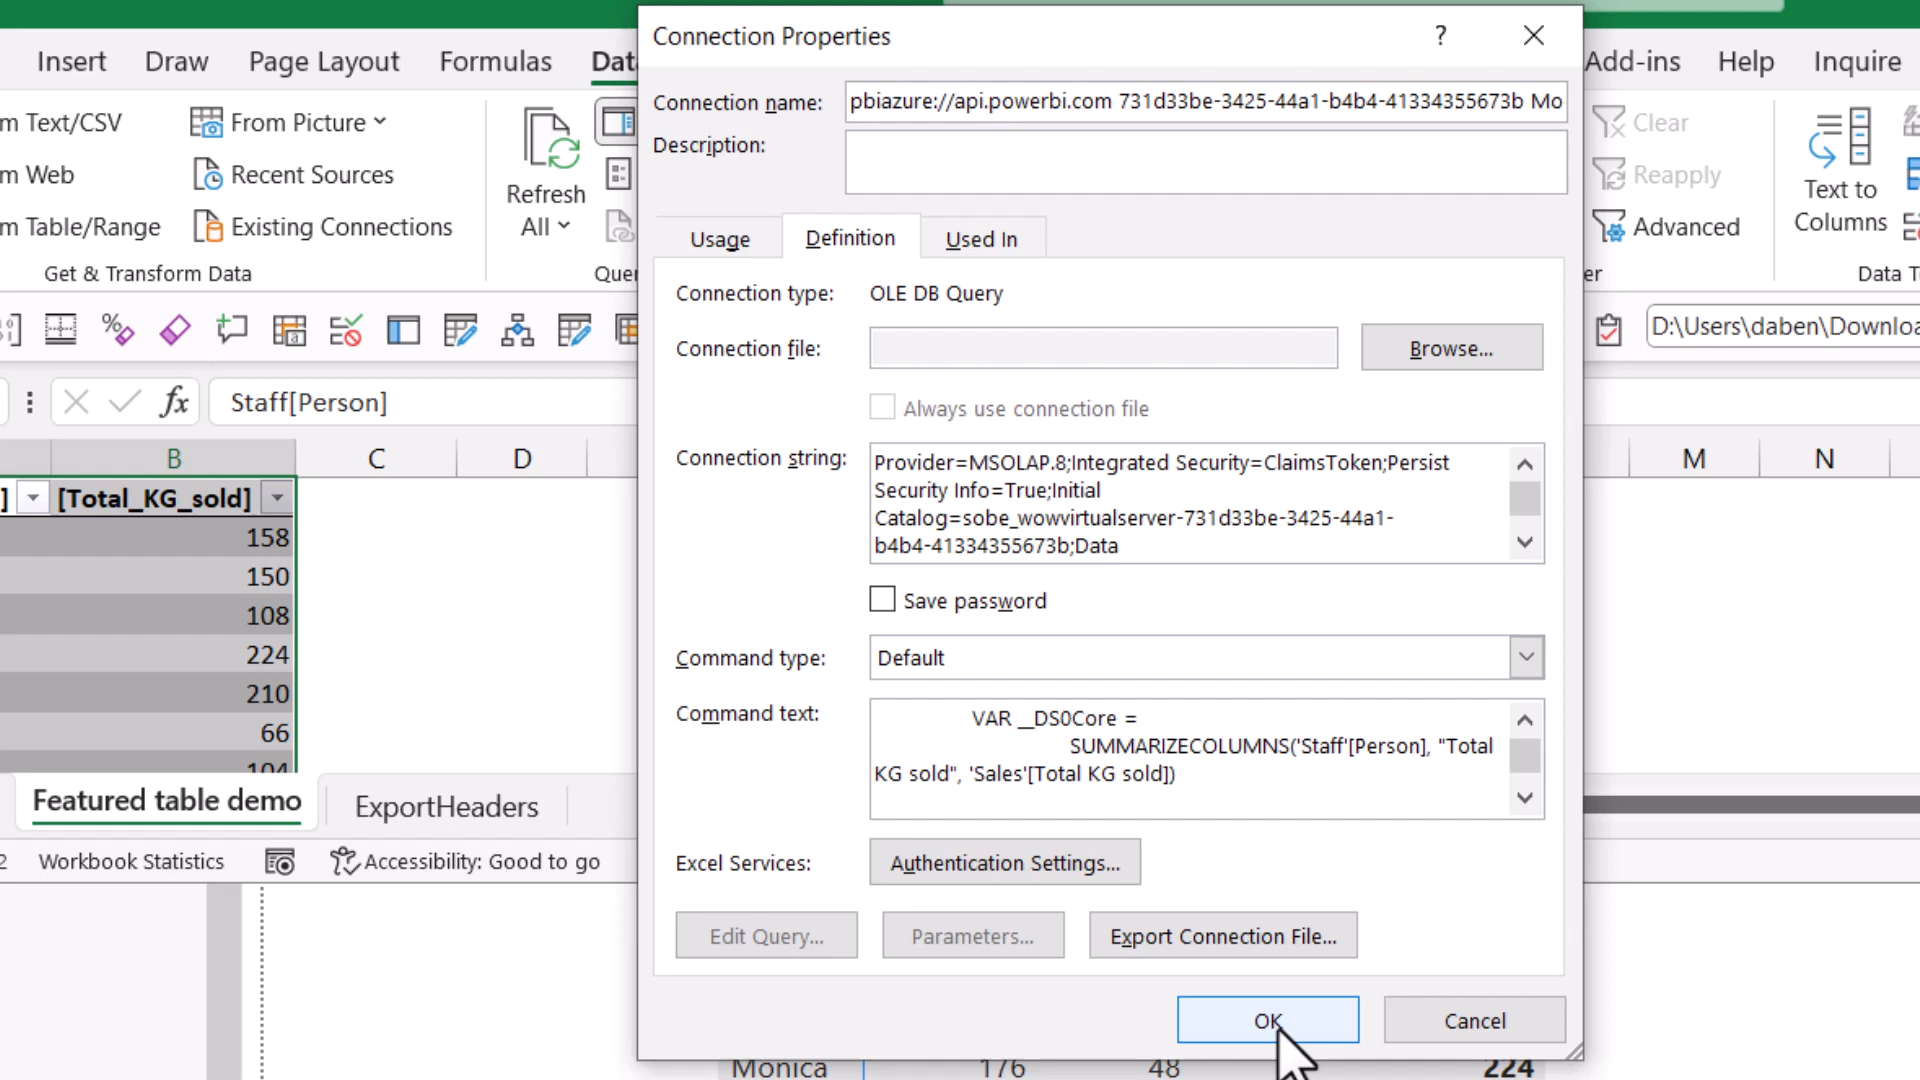 Connection Properties
?
Insert
Draw
Page Layout
Formulas
Add-ins
Help
Inquire
Connection name:
pbiazure://api.powerbi.com 731d33be-3425-44a1-b4b4-41334355673b Mo
m Text/CSV
From Picture
Clear
Description:
m Web
Recent Sources
Refresh
All
Reapply
Text to
Columns
m Table/Range
Existing Connections
Advanced
Usage
Definition
Used In
Get & Transform Data
Connection type:
OLE DB Query
Connection file:
Browse...
D:\Users\daben\Downloa
fx
Staff[Person]
Always use connection file
B
C
D
M
N
Connection string:
Provider=MSOLAP.8;Integrated Security=ClaimsToken;Persist
Security Info=True;Initial
Catalog=sobe_wowvirtualserver-731d33be-3425-44a1-
b4b4-41334355673b;Data
]
[Total_KG_sold]
158
150
108
224
210
66
104
Save password
Command type:
Default
Command text:
VAR __DS0Core =
SUMMARIZECOLUMNS('Staff'[Person], "Total
KG sold", 'Sales'[Total KG sold])
Featured table demo
ExportHeaders
2
Workbook Statistics
Accessibility: Good to go
Excel Services:
Authentication Settings...
Edit Query...
Parameters...
Export Connection File...
OK
Cancel
Monica
176
48
224